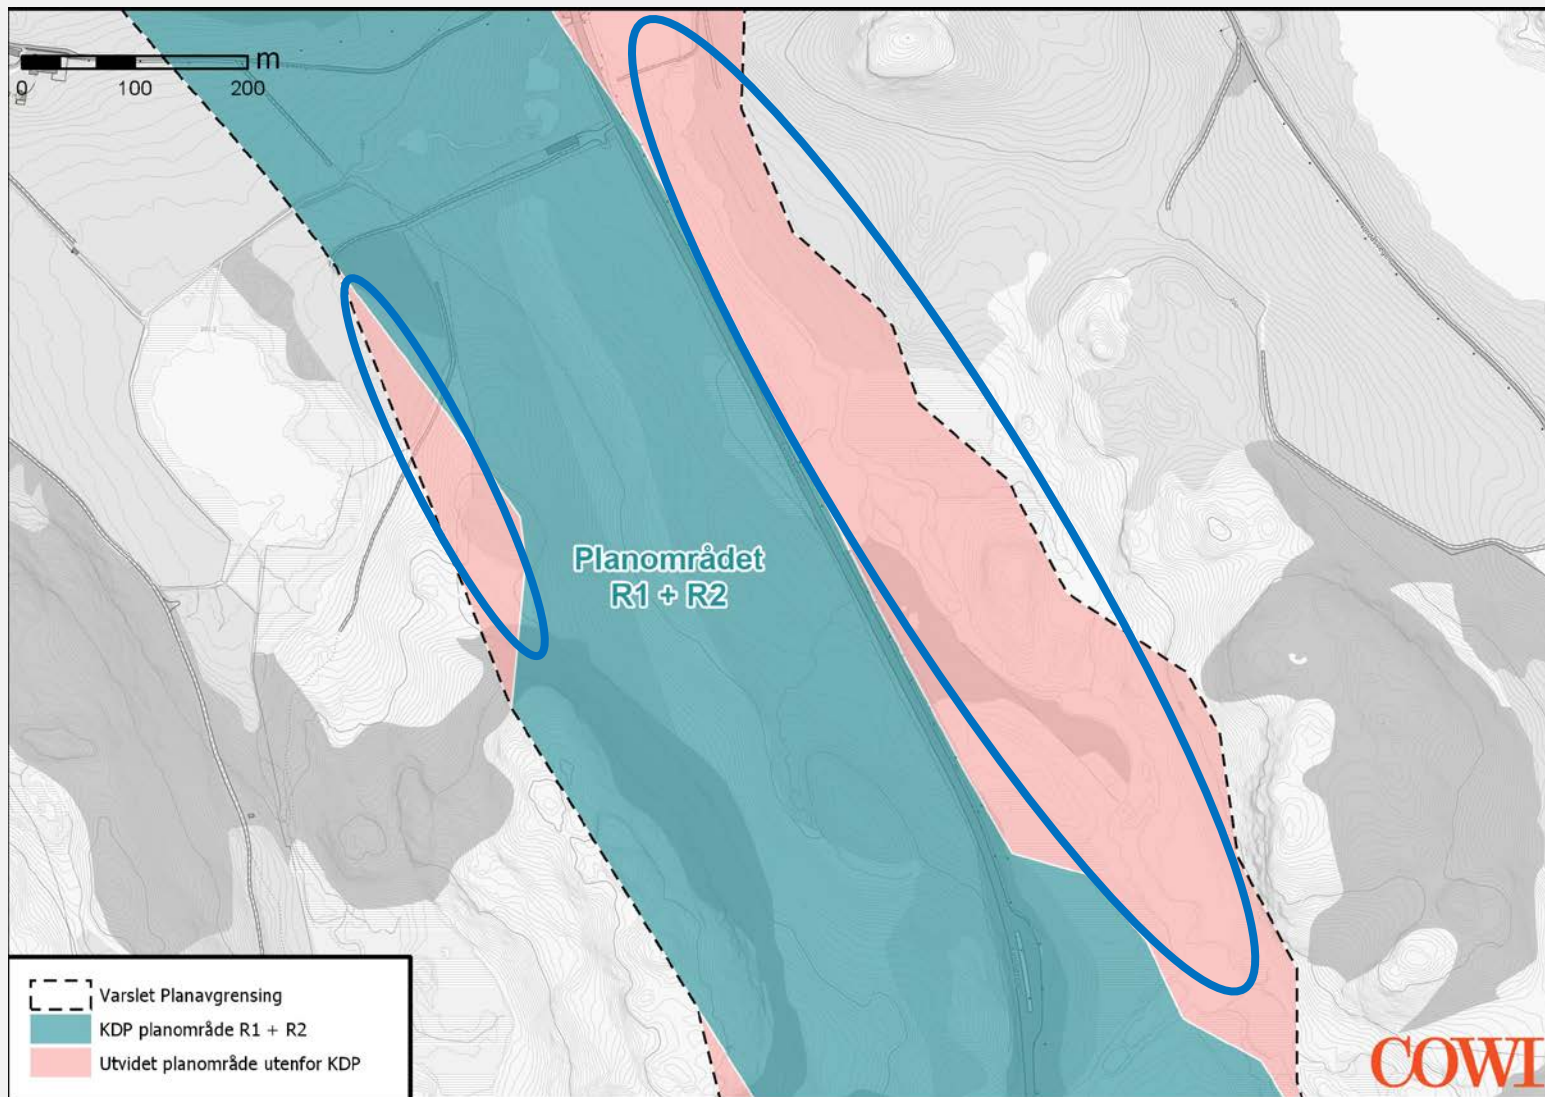 m
0 100 200
Planområdet
R1 + R2
Varslet Planavgrensing
KDP planområde R1 + R2
Utvidet planområde utenfor KDP
COWI